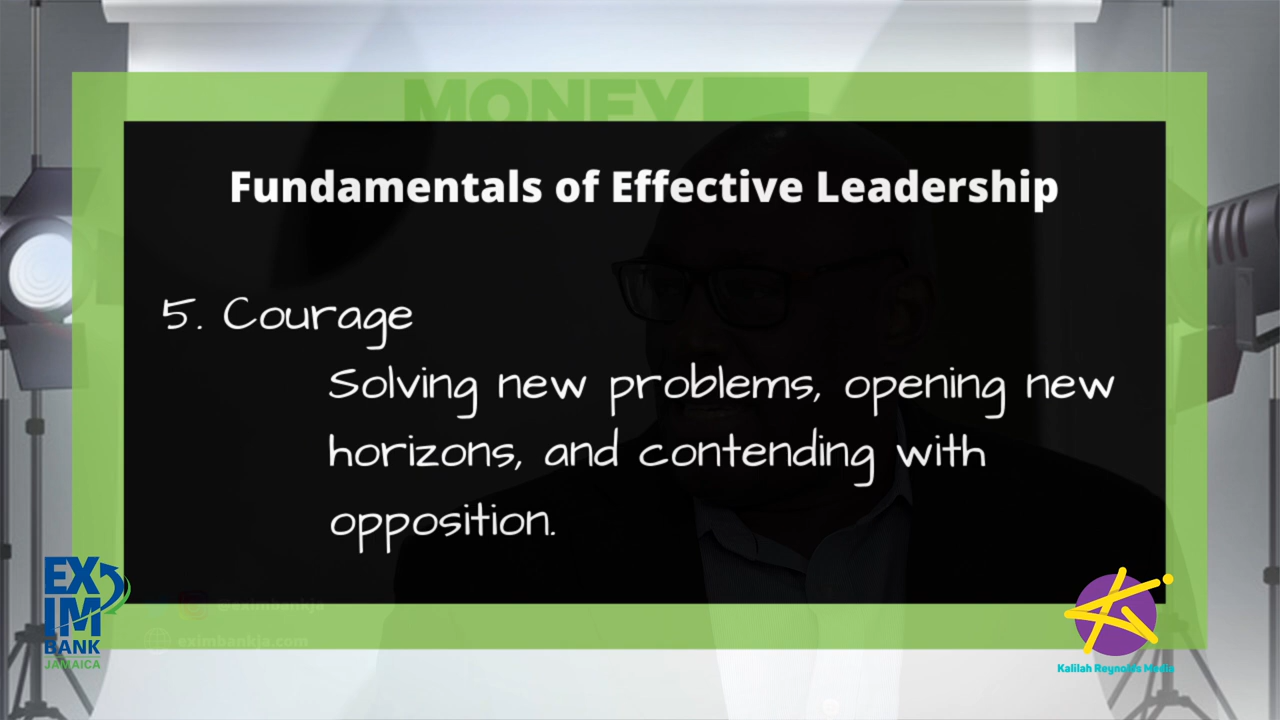 MONEY
Fundamentals of Effective Leadership
5. Courage
Solving new problems, opening new
horizons, and contending with
opposition.
EX
IM
BANK
JAMAICA
@eximbankja
eximbankja.com
Kalilah Reynolds Media